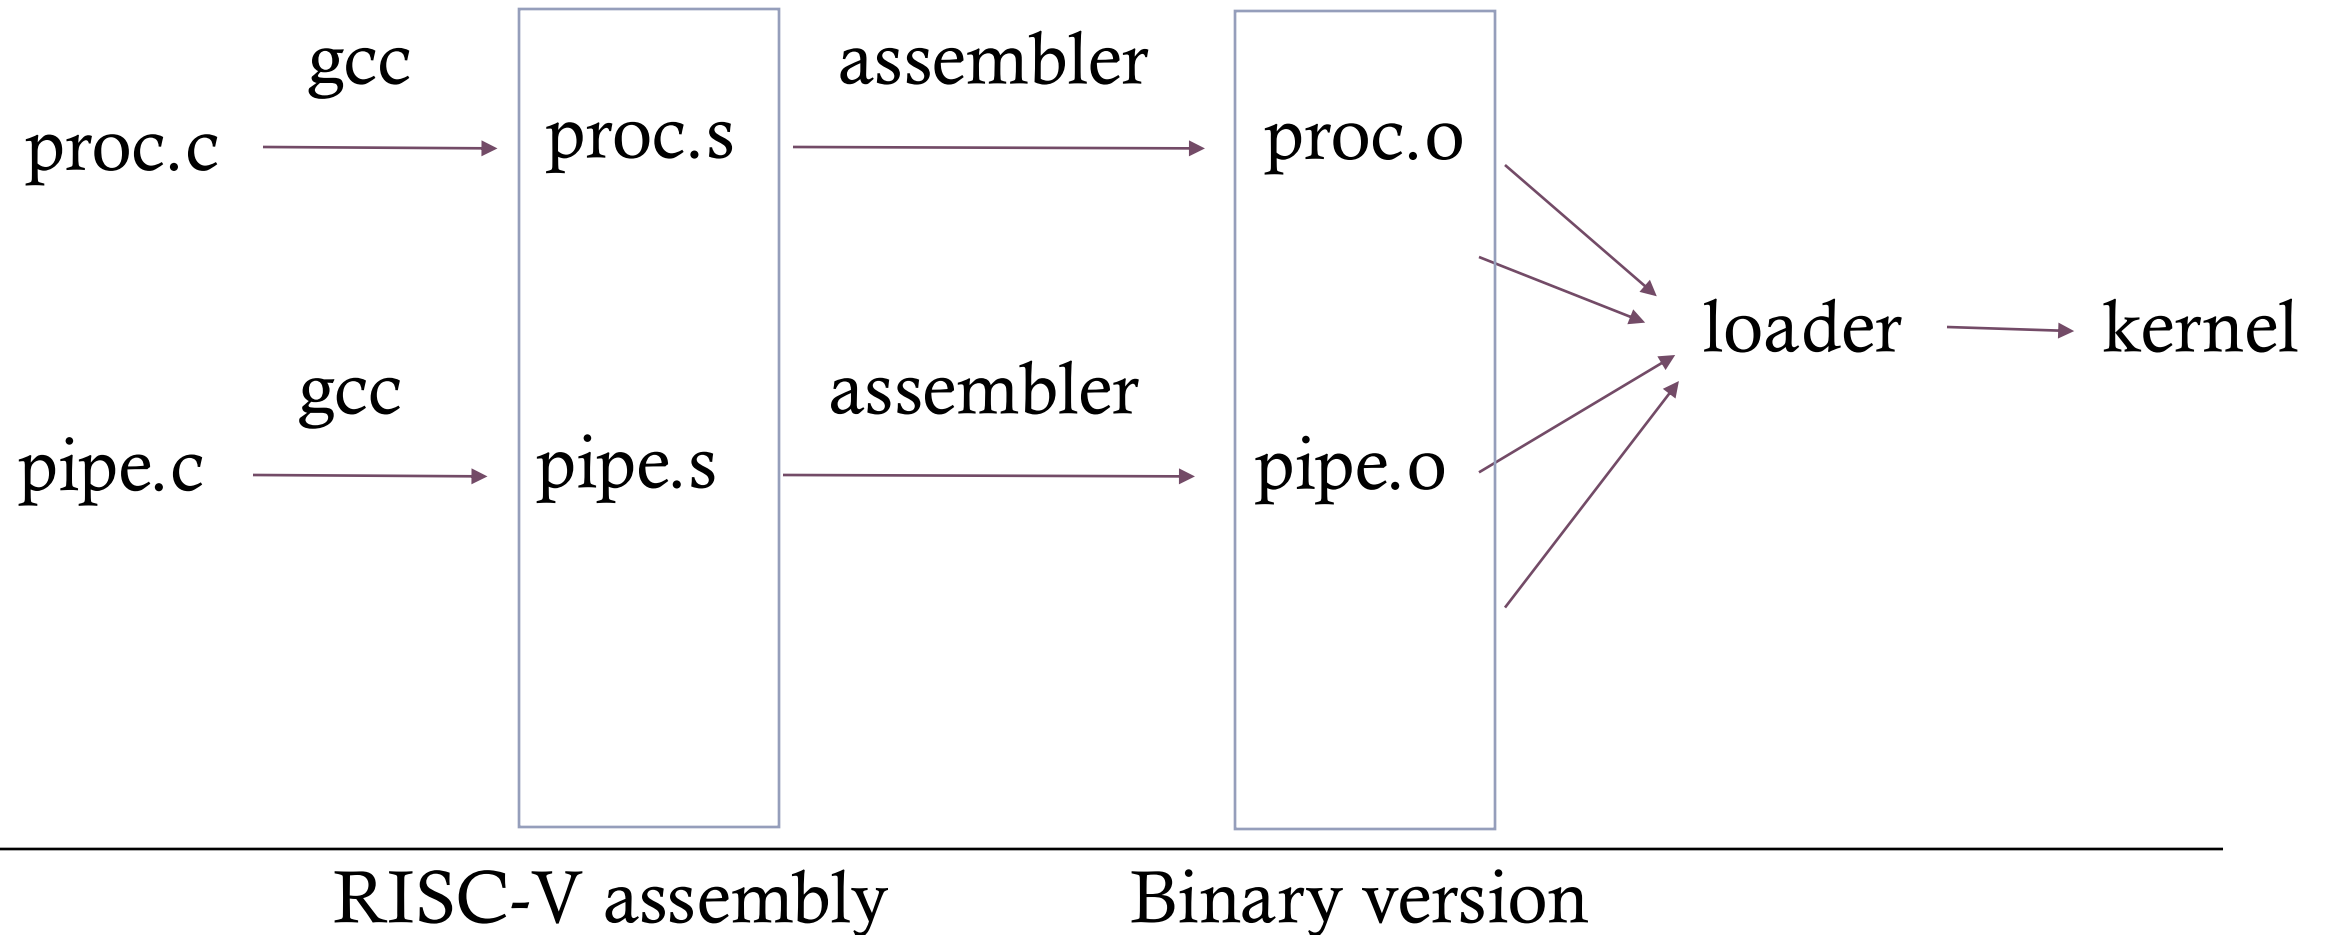 gcc
assembler
proc.c
proc.s
proc.o
loader
kernel
gcc
assembler
pipe.c
pipe.s
pipe.o
RISC-V assembly
Binary version